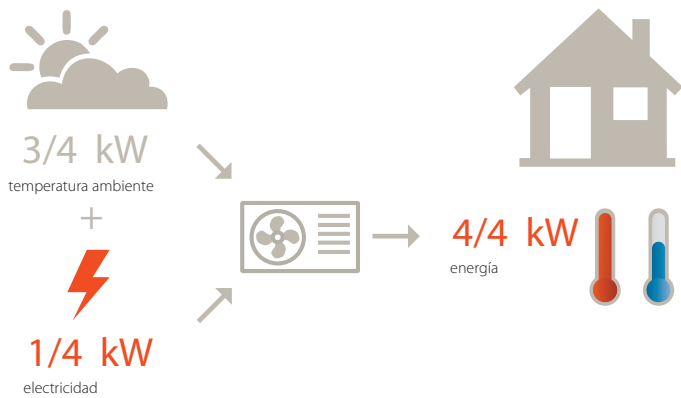 3/4 kW
temperatura ambiente
+
1/4 kW
electricidad
4/4 kW
energía